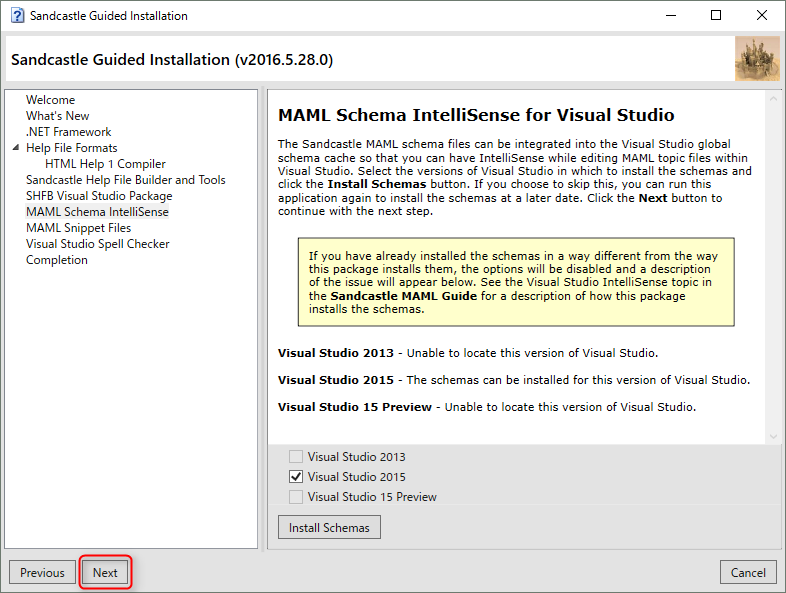 Sandcastle Guided Installation
Sandcastle Guided Installation (v2016.5.28.0)
Welcome
What's New
.NET Framework
Help File Formats
HTML Help 1 Compiler
Sandcastle Help File Builder and Tools
SHFB Visual Studio Package
MAML Schema IntelliSense
MAML Snippet Files
Visual Studio Spell Checker
Completion
MAML Schema IntelliSense for Visual Studio
The Sandcastle MAML schema files can be integrated into the Visual Studio global
schema cache so that you can have IntelliSense while editing MAML topic files within
Visual Studio. Select the versions of Visual Studio in which to install the schemas and
click the Install Schemas button. If you choose to skip this, you can run this
application again to install the schemas at a later date. Click the Next button to
continue with the next step.
If you have already installed the schemas in a way different from the way
this package installs them, the options will be disabled and a description
of the issue will appear below. See the Visual Studio IntelliSense topic in
the Sandcastle MAML Guide for a description of how this package
installs the schemas.
Visual Studio 2013 - Unable to locate this version of Visual Studio.
Visual Studio 2015 - The schemas can be installed for this version of Visual Studio.
Visual Studio 15 Preview - Unable to locate this version of Visual Studio.
Visual Studio 2013
Visual Studio 2015
Visual Studio 15 Preview
Install Schemas
Previous
Next
Cancel